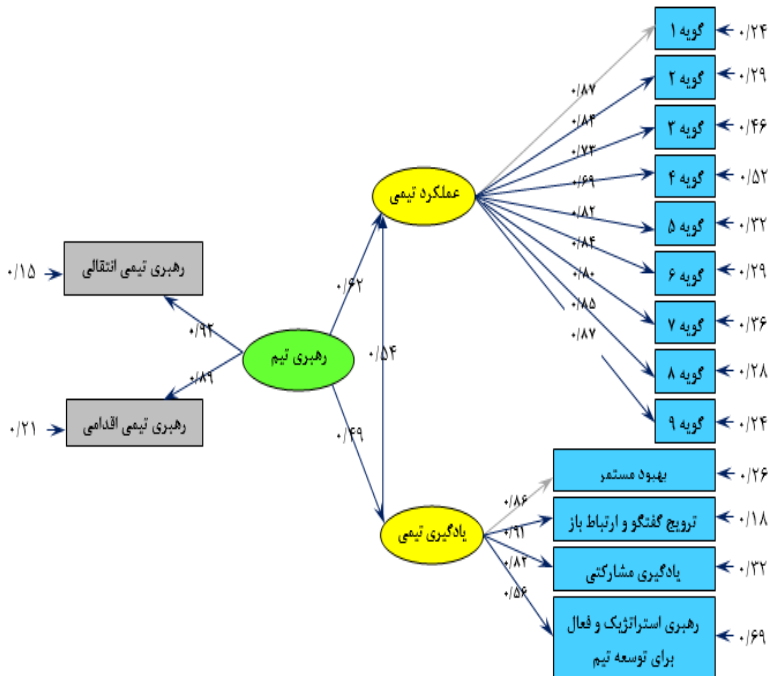 گویه ۱
۰/۲۴
گویه ۲
۰/۲۹
گویه ۳
۰/۴۶
گویه ۴
۰/۵۲
گویه ۵
۰/۳۲
گویه ۶
۰/۲۹
گویه ۷
۰/۳۶
گویه ۸
۰/۲۸
گویه ۹
۰/۲۴
۰/۸۷
۰/۸۴
۰/۷۳
۰/۶۹
۰/۸۲
۰/۸۴
۰/۸۰
۰/۸۵
۰/۸۷
عملکرد تیمی
رهبری تیمی انتقالی
۰/۱۵
۰/۹۲
۰/۶۲
رهبری تیم
۰/۵۴
۰/۸۹
رهبری تیمی اقدامی
۰/۲۱
۰/۴۹
یادگیری تیمی
۰/۸۶
۰/۹۱
۰/۸۲
۰/۵۶
بهبود مستمر
۰/۲۶
ترویج گفتگو و ارتباط باز
۰/۱۸
یادگیری مشارکتی
۰/۳۲
رهبری استراتژیک و فعال
برای توسعه تیم
۰/۶۹